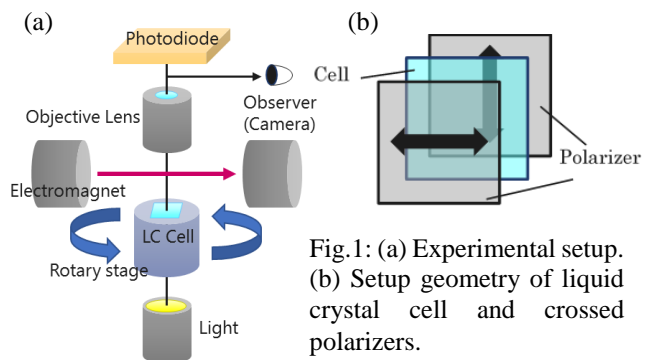 (a)
Photodiode
Objective Lens
Observer
(Camera)
Electromagnet
LC Cell
Rotary stage
Light
(b)
Cell
Polarizer
Fig.1: (a) Experimental setup.
(b) Setup geometry of liquid
crystal cell and crossed
polarizers.